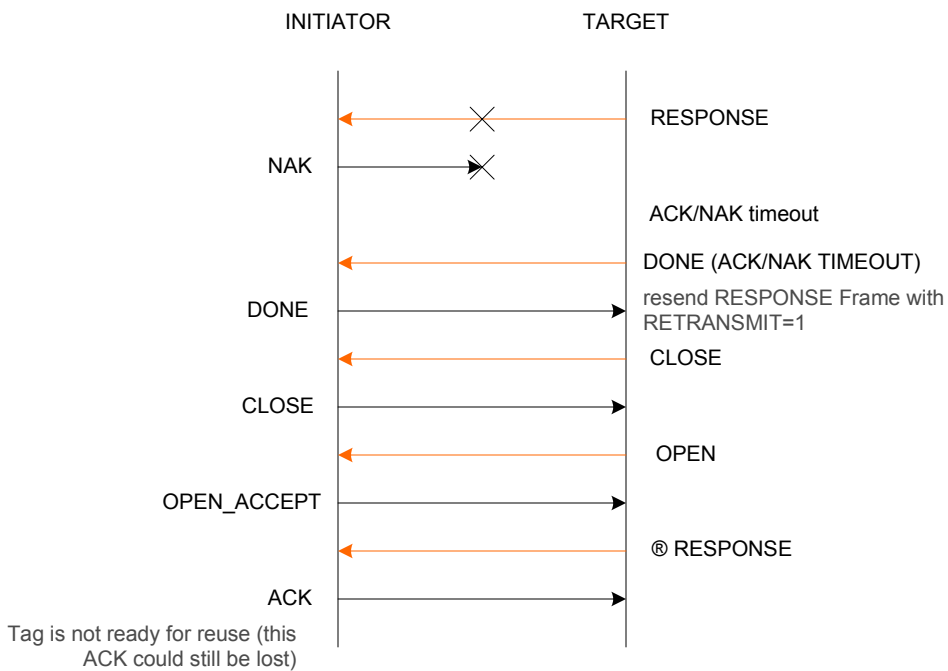 INITIATOR
TARGET
RESPONSE
NAK
ACK/NAK timeout
DONE (ACK/NAK TIMEOUT)
DONE
resend RESPONSE Frame with
RETRANSMIT=1
CLOSE
CLOSE
OPEN
OPEN_ACCEPT
® RESPONSE
ACK
Tag is not ready for reuse (this
ACK could still be lost)